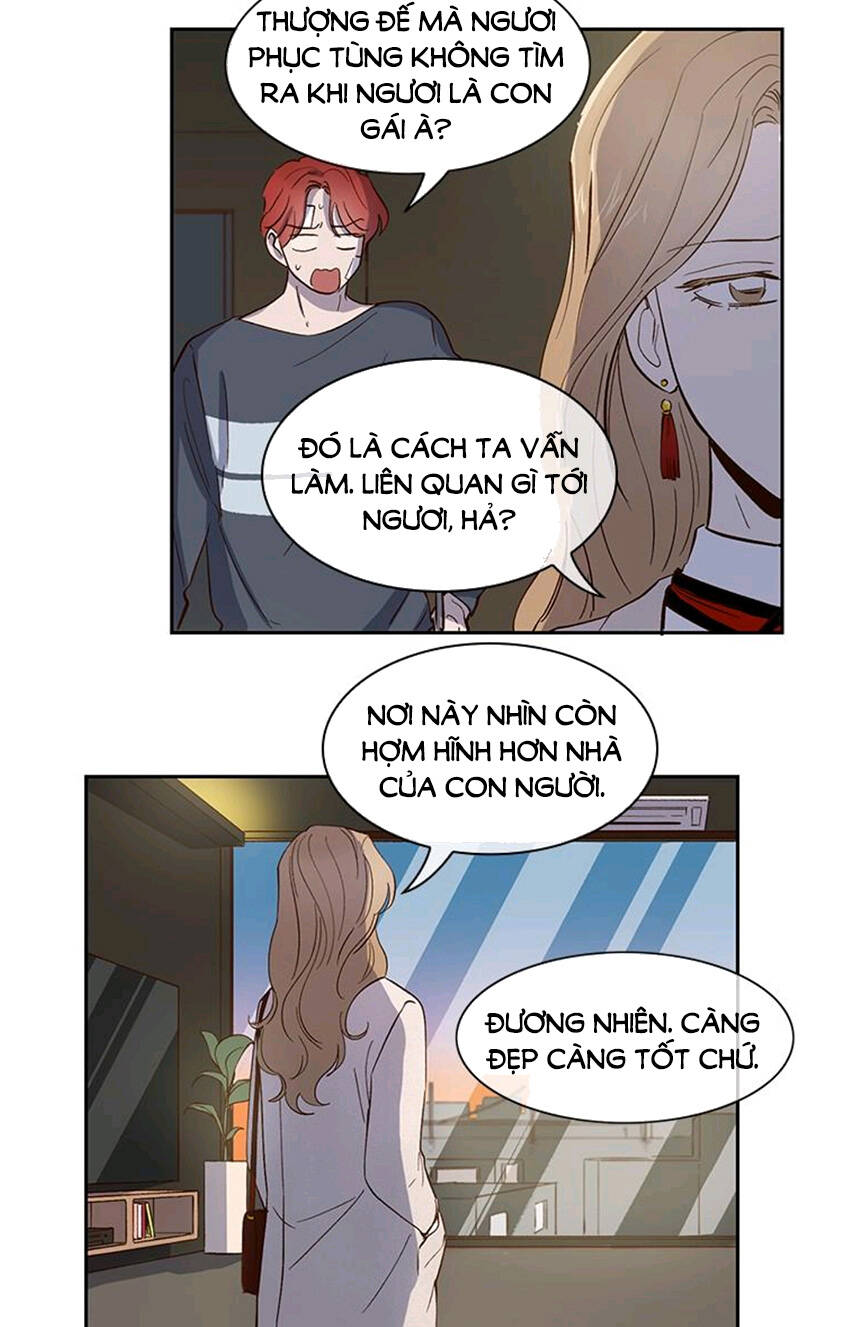 THƯỢNG ĐẾ MÀ NGƯƠI
PHỤC TÙNG KHÔNG TÌM
RA KHI NGƯƠI LÀ CON
GÁI À?
ĐÓ LÀ CÁCH TA VẪN
LÀM. LIÊN QUAN GÌ TỚI
NGƯƠI, HẢ?
NƠI NÀY NHÌN CÒN
HỢM HĨNH HƠN NHÀ
CỦA CON NGƯỜI.
ĐƯƠNG NHIÊN. CÀNG
ĐẸP CÀNG TỐT CHỨ.